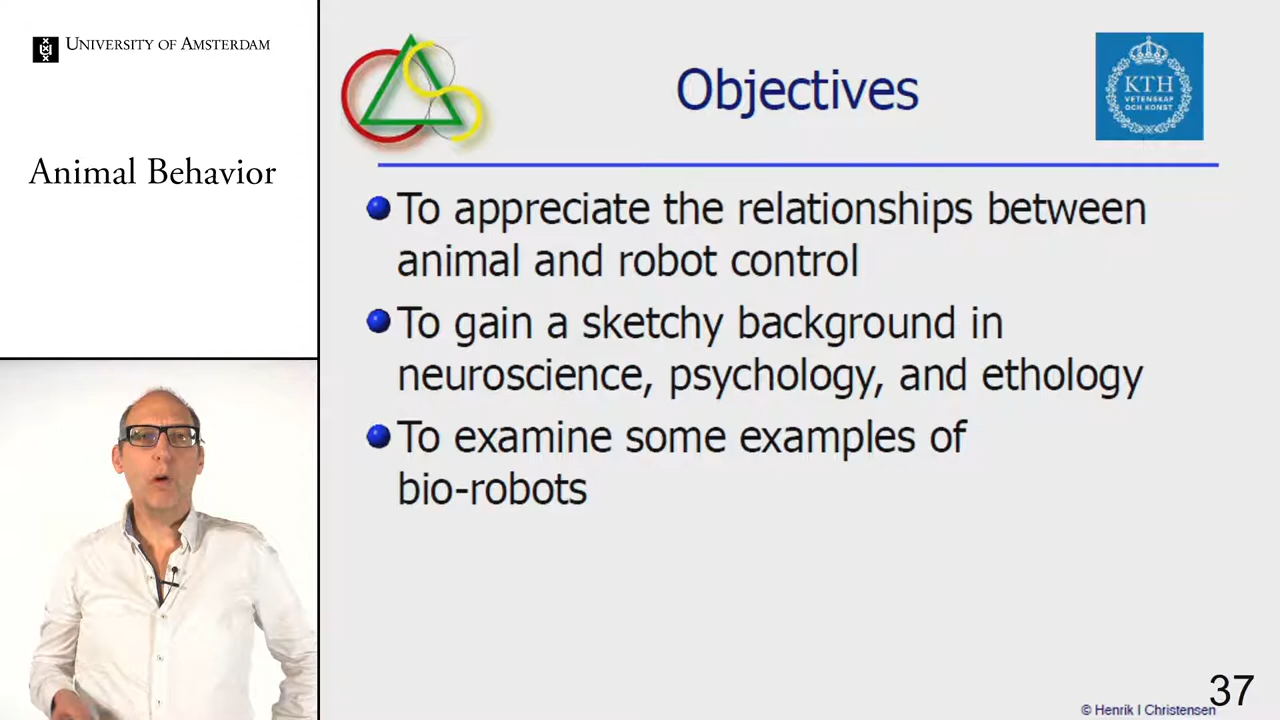 UNIVERSITY OF AMSTERDAM
Animal Behavior
Objectives
KTH
VETENSKAP
OCH KONST
To appreciate the relationships between
animal and robot control
To gain a sketchy background in
neuroscience, psychology, and ethology
To examine some examples of
bio-robots
37
© Henrik I Christensen